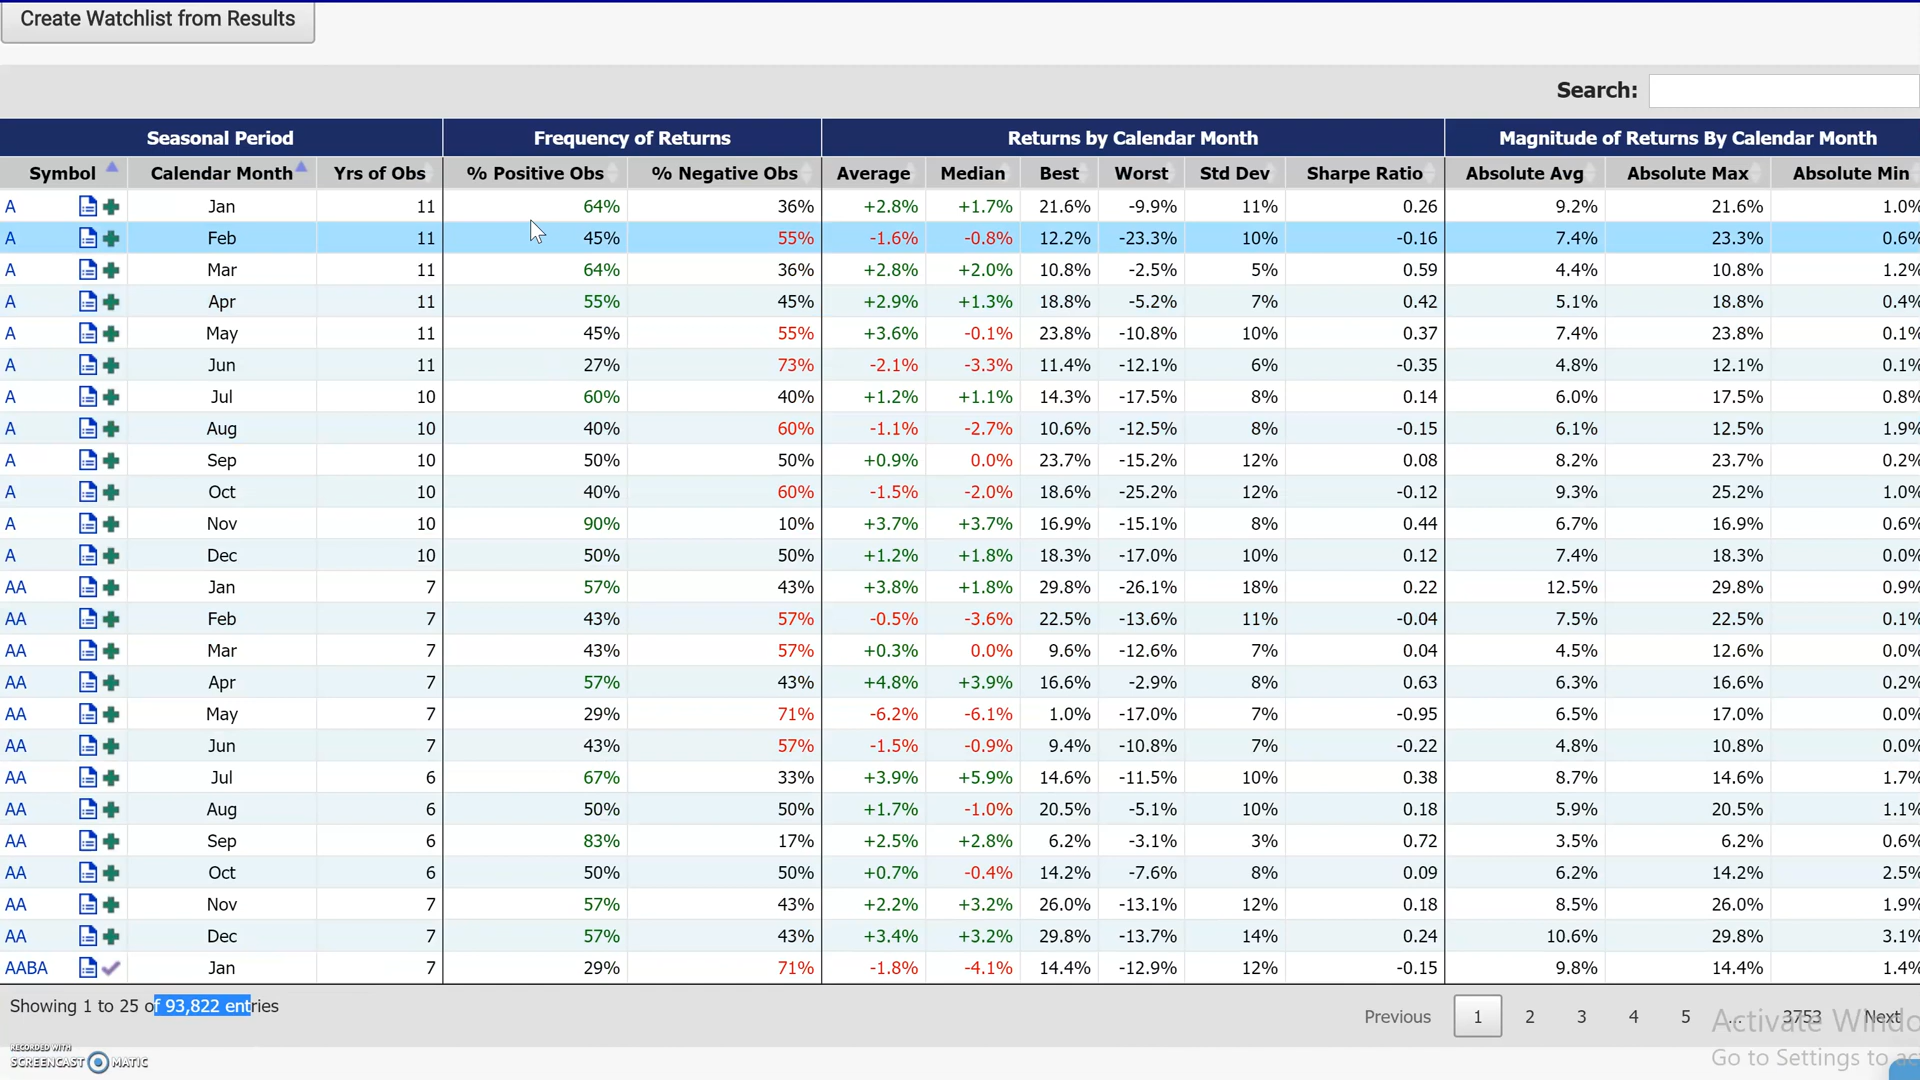 Create Watchlist from Results
Search:
Seasonal Period Frequency of Returns Returns by Calendar Month Magnitude of Returns By Calendar Month
Symbol Calendar Month Yrs of Obs % Positive Obs % Negative Obs Average Median Best Worst Std Dev Sharpe Ratio Absolute Avg Absolute Max Absolute Min
A Jan 11 64% 36% +2.8% +1.7% 21.6% -9.9% 11% 0.26 9.2% 21.6% 1.0%
A Feb 11 45% 55% -1.6% -0.8% 12.2% -23.3% 10% -0.16 7.4% 23.3% 0.6%
A Mar 11 64% 36% +2.8% +2.0% 10.8% -2.5% 5% 0.59 4.4% 10.8% 1.2%
A Apr 11 55% 45% +2.9% +1.3% 18.8% -5.2% 7% 0.42 5.1% 18.8% 0.4%
A May 11 45% 55% +3.6% -0.1% 23.8% -10.8% 10% 0.37 7.4% 23.8% 0.1%
A Jun 11 27% 73% -2.1% -3.3% 11.4% -12.1% 6% -0.35 4.8% 12.1% 0.1%
A Jul 10 60% 40% +1.2% +1.1% 14.3% -17.5% 8% 0.14 6.0% 17.5% 0.8%
A Aug 10 40% 60% -1.1% -2.7% 10.6% -12.5% 8% -0.15 6.1% 12.5% 1.9%
A Sep 10 50% 50% +0.9% 0.0% 23.7% -15.2% 12% 0.08 8.2% 23.7% 0.2%
A Oct 10 40% 60% -1.5% -2.0% 18.6% -25.2% 12% -0.12 9.3% 25.2% 1.0%
A Nov 10 90% 10% +3.7% +3.7% 16.9% -15.1% 8% 0.44 6.7% 16.9% 0.6%
A Dec 10 50% 50% +1.2% +1.8% 18.3% -17.0% 10% 0.12 7.4% 18.3% 0.0%
AA Jan 7 57% 43% +3.8% +1.8% 29.8% -26.1% 18% 0.22 12.5% 29.8% 0.9%
AA Feb 7 43% 57% -0.5% -3.6% 22.5% -13.6% 11% -0.04 7.5% 22.5% 0.1%
AA Mar 7 43% 57% +0.3% 0.0% 9.6% -12.6% 7% 0.04 4.5% 12.6% 0.0%
AA Apr 7 57% 43% +4.8% +3.9% 16.6% -2.9% 8% 0.63 6.3% 16.6% 0.2%
AA May 7 29% 71% -6.2% -6.1% 1.0% -17.0% 7% -0.95 6.5% 17.0% 0.0%
AA Jun 7 43% 57% -1.5% -0.9% 9.4% -10.8% 7% -0.22 4.8% 10.8% 0.0%
AA Jul 6 67% 33% +3.9% +5.9% 14.6% -11.5% 10% 0.38 8.7% 14.6% 1.7%
AA Aug 6 50% 50% +1.7% -1.0% 20.5% -5.1% 10% 0.18 5.9% 20.5% 1.1%
AA Sep 6 83% 17% +2.5% +2.8% 6.2% -3.1% 3% 0.72 3.5% 6.2% 0.6%
AA Oct 6 50% 50% +0.7% -0.4% 14.2% -7.6% 8% 0.09 6.2% 14.2% 2.5%
AA Nov 7 57% 43% +2.2% +3.2% 26.0% -13.1% 12% 0.18 8.5% 26.0% 1.9%
AA Dec 7 57% 43% +3.4% +3.2% 29.8% -13.7% 14% 0.24 10.6% 29.8% 3.1%
AABA Jan 7 29% 71% -1.8% -4.1% 14.4% -12.9% 12% -0.15 9.8% 14.4% 1.4%
Showing 1 to 25 of 93,822 entries
Previous 1 2 3 4 5 ... 3753 Next
Activate Windo
Go to Settings to ac
RECORDED WITH
SCREENCAST MATIC